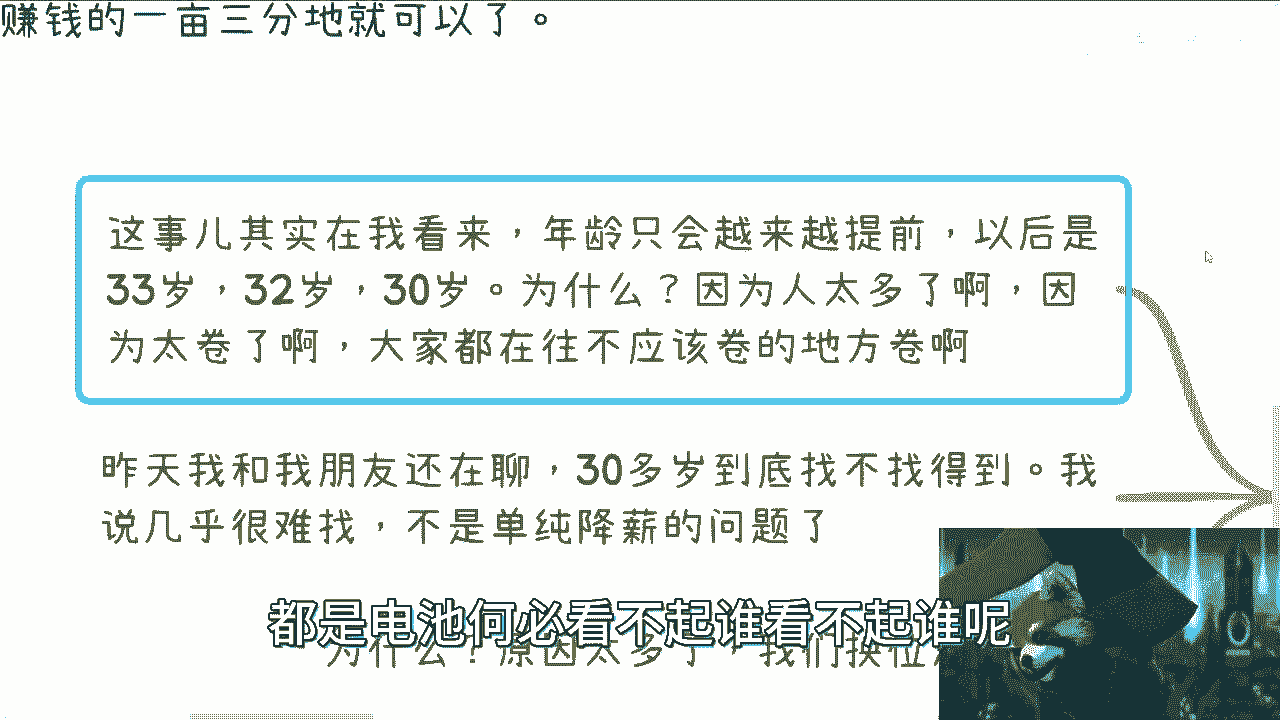 赚钱的一亩三分地就可以了。
这事儿其实在我看来，年龄只会越来越提前，以后是
33岁，32岁，30岁。为什么？因为人太多了啊，因
为太卷了啊，大家都在往不应该卷的地方卷啊
昨天我和我朋友还在聊，30多岁到底找不找得到。我
说几乎很难找，不是单纯降薪的问题了
都是电池何必看不起谁看不起谁呢
为什么？原因太多了，我们换位